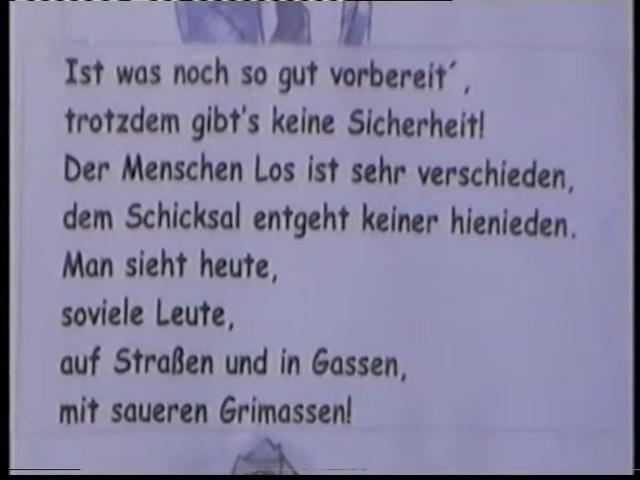 Ist was noch so gut vorbereit´,
trotzdem gibt's keine Sicherheit!
Der Menschen Los ist sehr verschieden,
dem Schicksal entgeht keiner hienieden.
Man sieht heute,
soviele Leute,
auf Straßen und in Gassen,
mit saueren Grimassen!